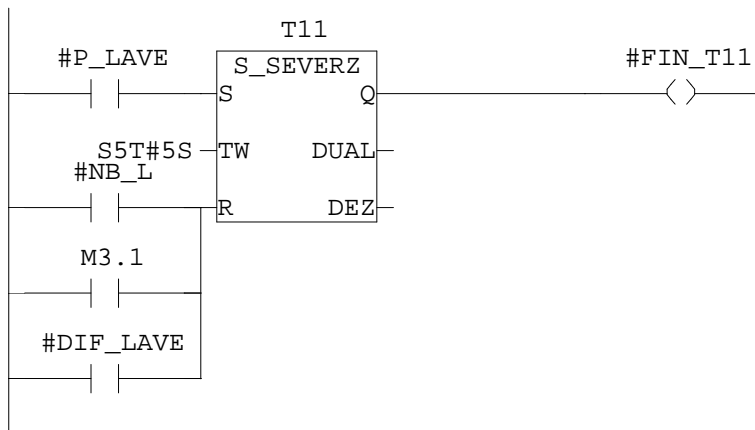 T11
#P_LAVE S_SEVERZ #FIN_T11
S Q
S5T#5S TW DUAL
#NB_L
R DEZ
M3.1
#DIF_LAVE